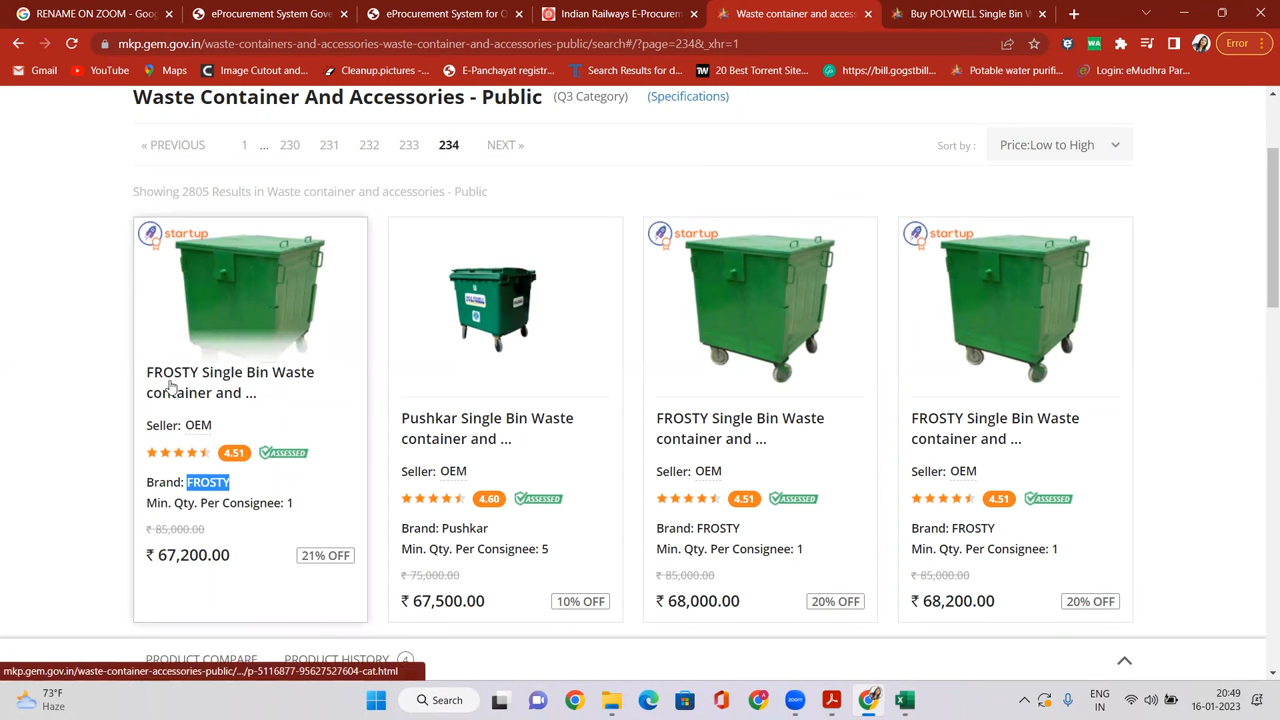 RENAME ON ZOOM - Goog
eProcurement System Gove
eProcurement System for G
Indian Railways E-Procurem
Waste container and access
Buy POLYWELL Single Bin W
mkp.gem.gov.in/waste-containers-and-accessories-waste-container-and-accessories-public/search#/?page=234&_xhr=1
WA
Error
Gmail
YouTube
Maps
Image Cutout and...
Cleanup.pictures -...
E-Panchayat registr...
Search Results for d...
20 Best Torrent Site...
https://bill.gogstbill...
Potable water purifi...
Login: eMudhra Par...
Waste Container And Accessories - Public (Q3 Category) (Specifications)
« PREVIOUS 1 ... 230 231 232 233 234 NEXT »
Sort by : Price:Low to High
Showing 2805 Results in Waste container and accessories - Public
startup
FROSTY Single Bin Waste
container and ...
Seller: OEM
4.51 ASSESSED
Brand: FROSTY
Min. Qty. Per Consignee: 1
₹ 85,000.00
₹ 67,200.00 21% OFF
Pushkar Single Bin Waste
container and ...
Seller: OEM
4.60 ASSESSED
Brand: Pushkar
Min. Qty. Per Consignee: 5
₹ 75,000.00
₹ 67,500.00 10% OFF
startup
FROSTY Single Bin Waste
container and ...
Seller: OEM
4.51 ASSESSED
Brand: FROSTY
Min. Qty. Per Consignee: 1
₹ 85,000.00
₹ 68,000.00 20% OFF
startup
FROSTY Single Bin Waste
container and ...
Seller: OEM
4.51 ASSESSED
Brand: FROSTY
Min. Qty. Per Consignee: 1
₹ 85,000.00
₹ 68,200.00 20% OFF
PRODUCT COMPARE PRODUCT HISTORY 4
mkp.gem.gov.in/waste-container-accessories-public/.../p-5116877-95627527604-cat.html
73°F
Haze
Search
zoom
ENG
IN
20:49
16-01-2023